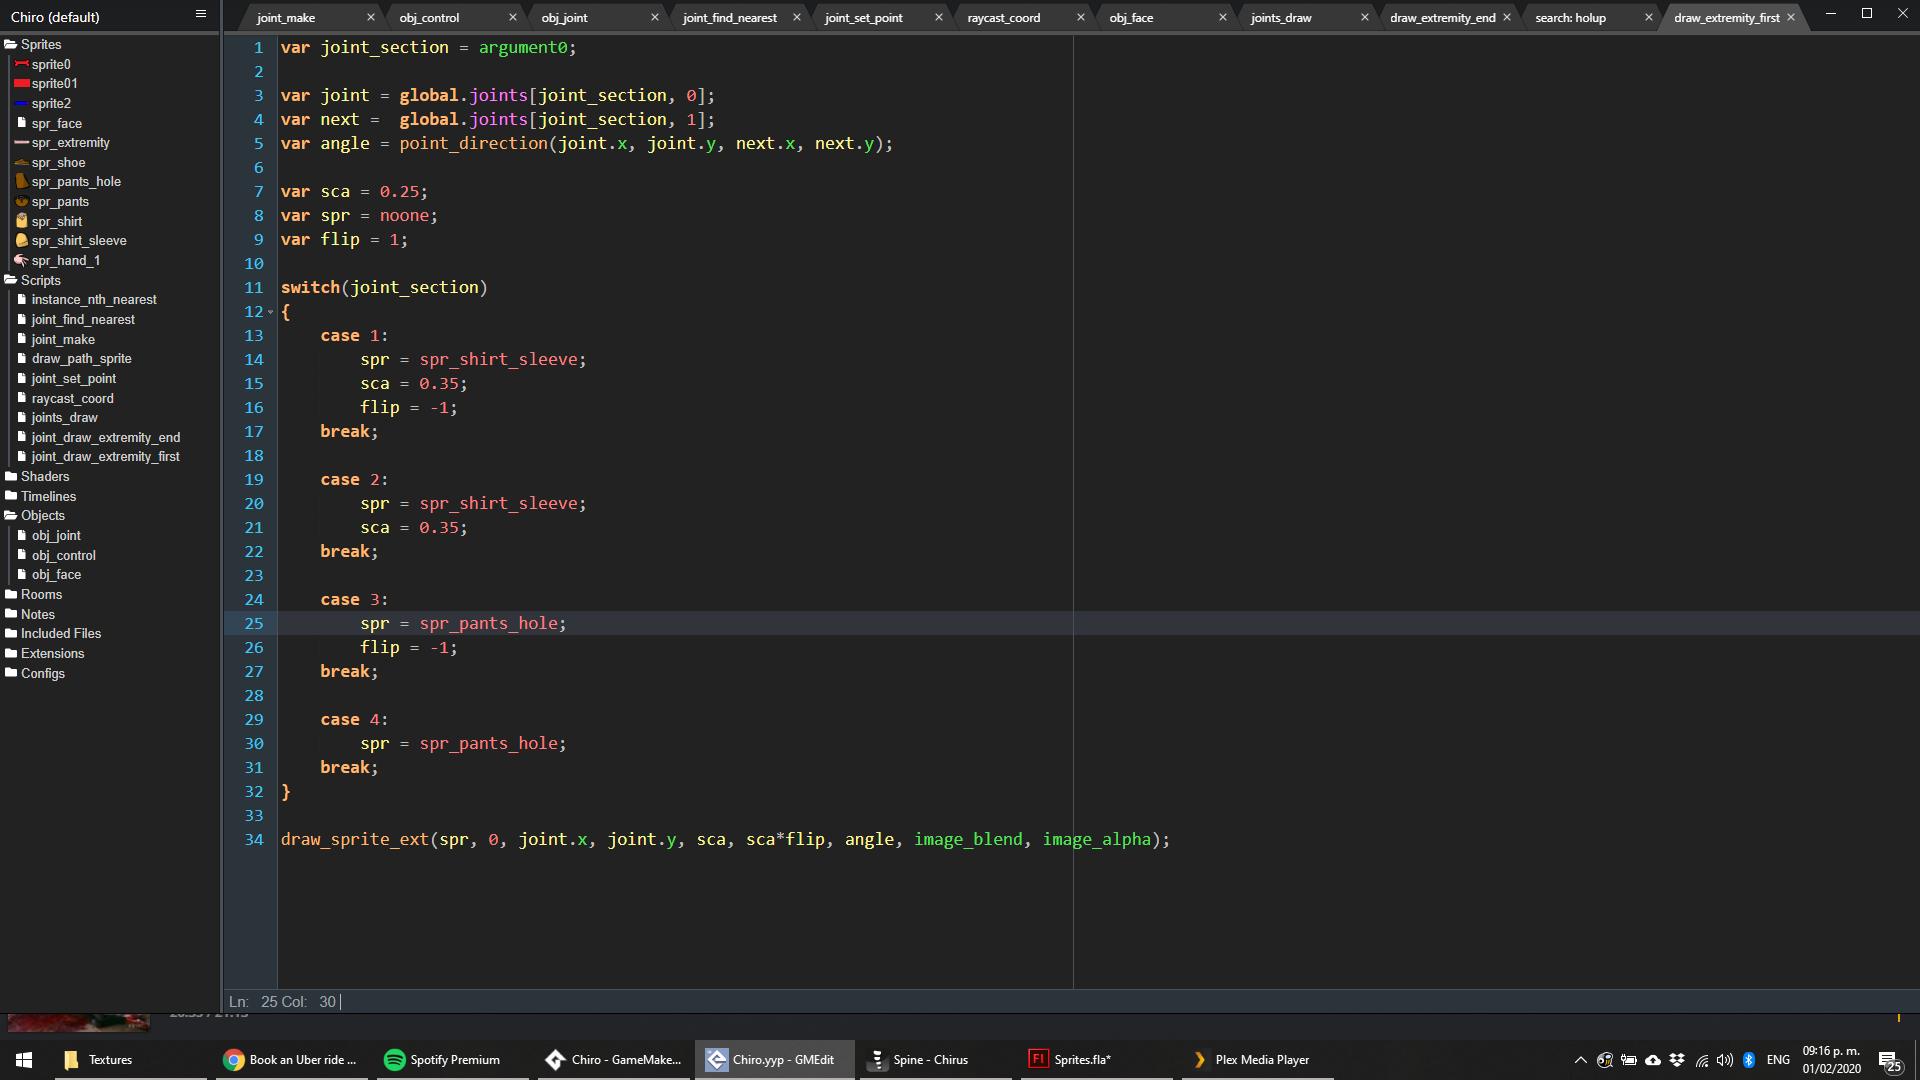 Chiro (default)
joint_make
obj_control
obj_joint
joint_find_nearest
joint_set_point
raycast_coord
obj_face
joints_draw
draw_extremity_end
search: holup
draw_extremity_first
Sprites
sprite0
sprite01
sprite2
spr_face
spr_extremity
spr_shoe
spr_pants_hole
spr_pants
spr_shirt
spr_shirt_sleeve
spr_hand_1
Scripts
instance_nth_nearest
joint_find_nearest
joint_make
draw_path_sprite
joint_set_point
raycast_coord
joints_draw
joint_draw_extremity_end
joint_draw_extremity_first
Shaders
Timelines
Objects
obj_joint
obj_control
obj_face
Rooms
Notes
Included Files
Extensions
Configs
1 var joint_section = argument0;
2
3 var joint = global.joints[joint_section, 0];
4 var next =  global.joints[joint_section, 1];
5 var angle = point_direction(joint.x, joint.y, next.x, next.y);
6
7 var sca = 0.25;
8 var spr = noone;
9 var flip = 1;
10
11 switch(joint_section)
12 {
13     case 1:
14         spr = spr_shirt_sleeve;
15         sca = 0.35;
16         flip = -1;
17     break;
18
19     case 2:
20         spr = spr_shirt_sleeve;
21         sca = 0.35;
22     break;
23
24     case 3:
25         spr = spr_pants_hole;
26         flip = -1;
27     break;
28
29     case 4:
30         spr = spr_pants_hole;
31     break;
32 }
33
34 draw_sprite_ext(spr, 0, joint.x, joint.y, sca, sca*flip, angle, image_blend, image_alpha);
Ln: 25 Col: 30
Textures
Book an Uber ride ...
Spotify Premium
Chiro - GameMake...
Chiro.yyp - GMEdit
Spine - Chirus
Fl
Sprites.fla*
Plex Media Player
ENG
09:16 p. m.
01/02/2020
25